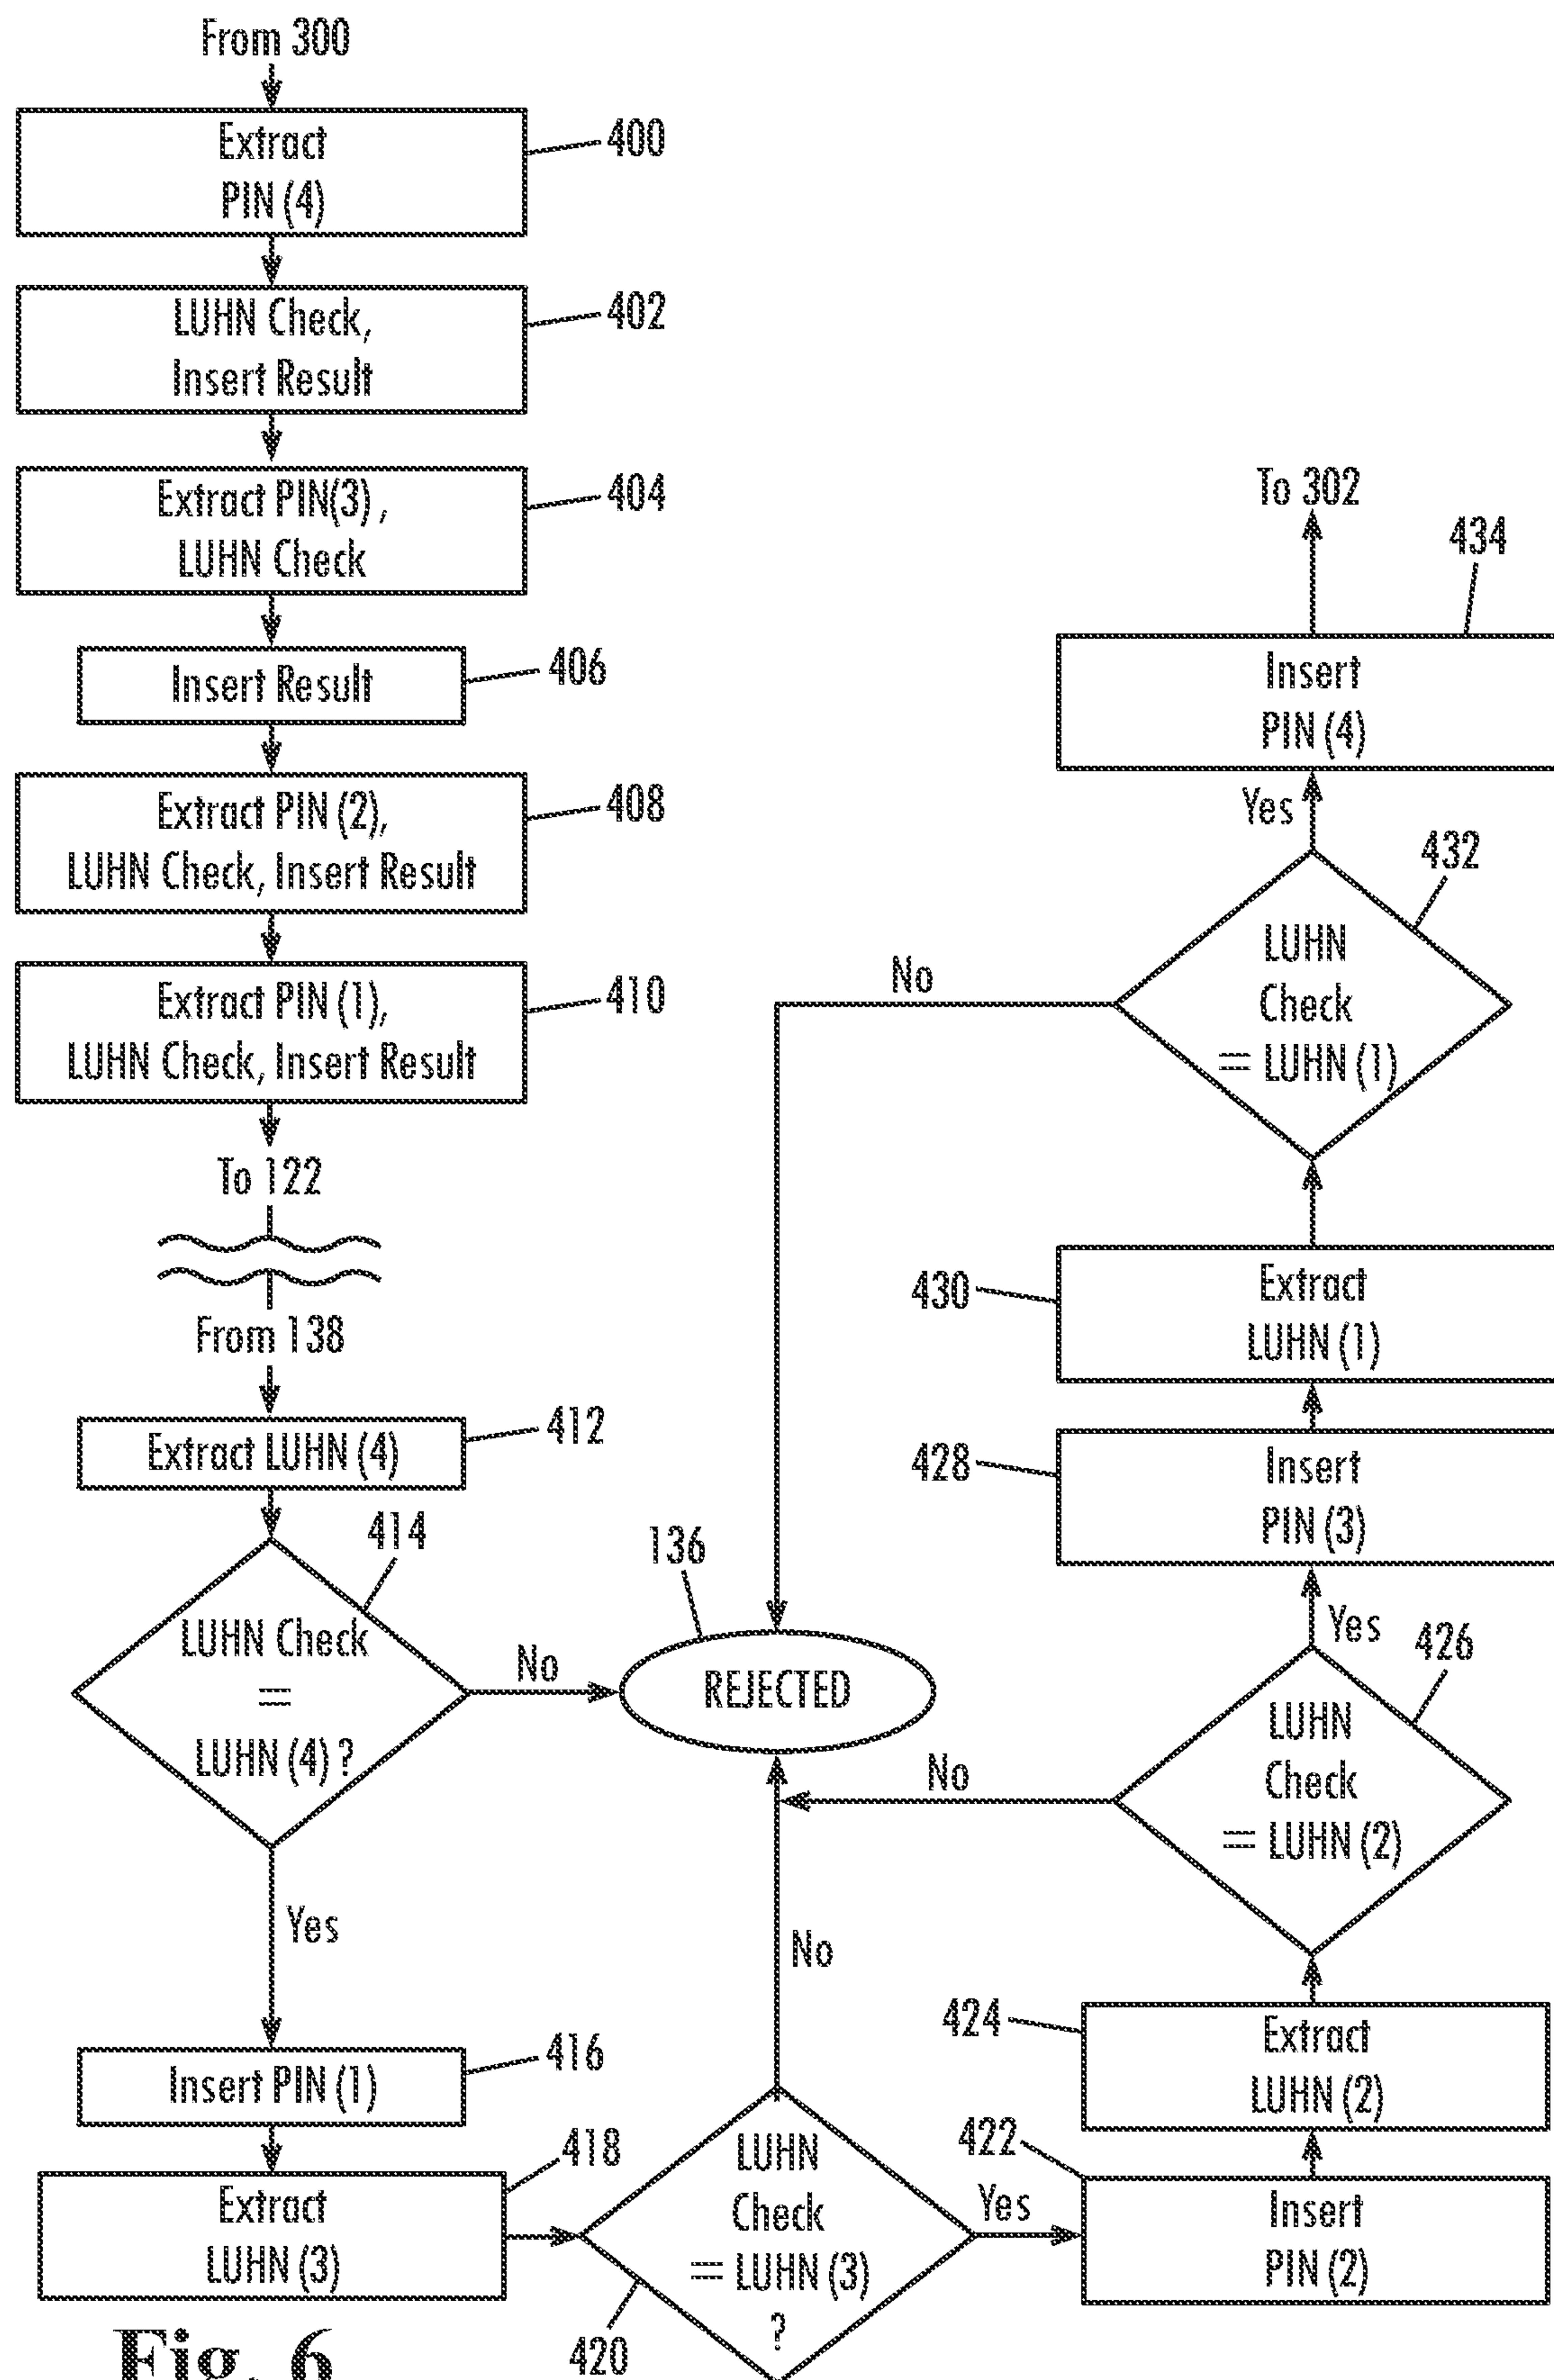 From 300
Extract
PIN (4)
400
LUHN Check,
Insert Result
402
Extract PIN(3),
LUHN Check
404
Insert Result
406
Extract PIN (2),
LUHN Check, Insert Result
408
Extract PIN (1),
LUHN Check, Insert Result
410
To 122
From 138
Extract LUHN (4)
412
414
LUHN Check
=
LUHN (4) ?
No
Yes
136
REJECTED
Insert PIN (1)
416
Extract
LUHN (3)
418
LUHN
Check
= LUHN (3)
?
420
No
Yes
422
Insert
PIN (2)
424
Extract
LUHN (2)
426
LUHN
Check
= LUHN (2)
No
Yes
428
Insert
PIN (3)
430
Extract
LUHN (1)
432
LUHN
Check
= LUHN (1)
No
Yes
434
Insert
PIN (4)
To 302
Fig. 6